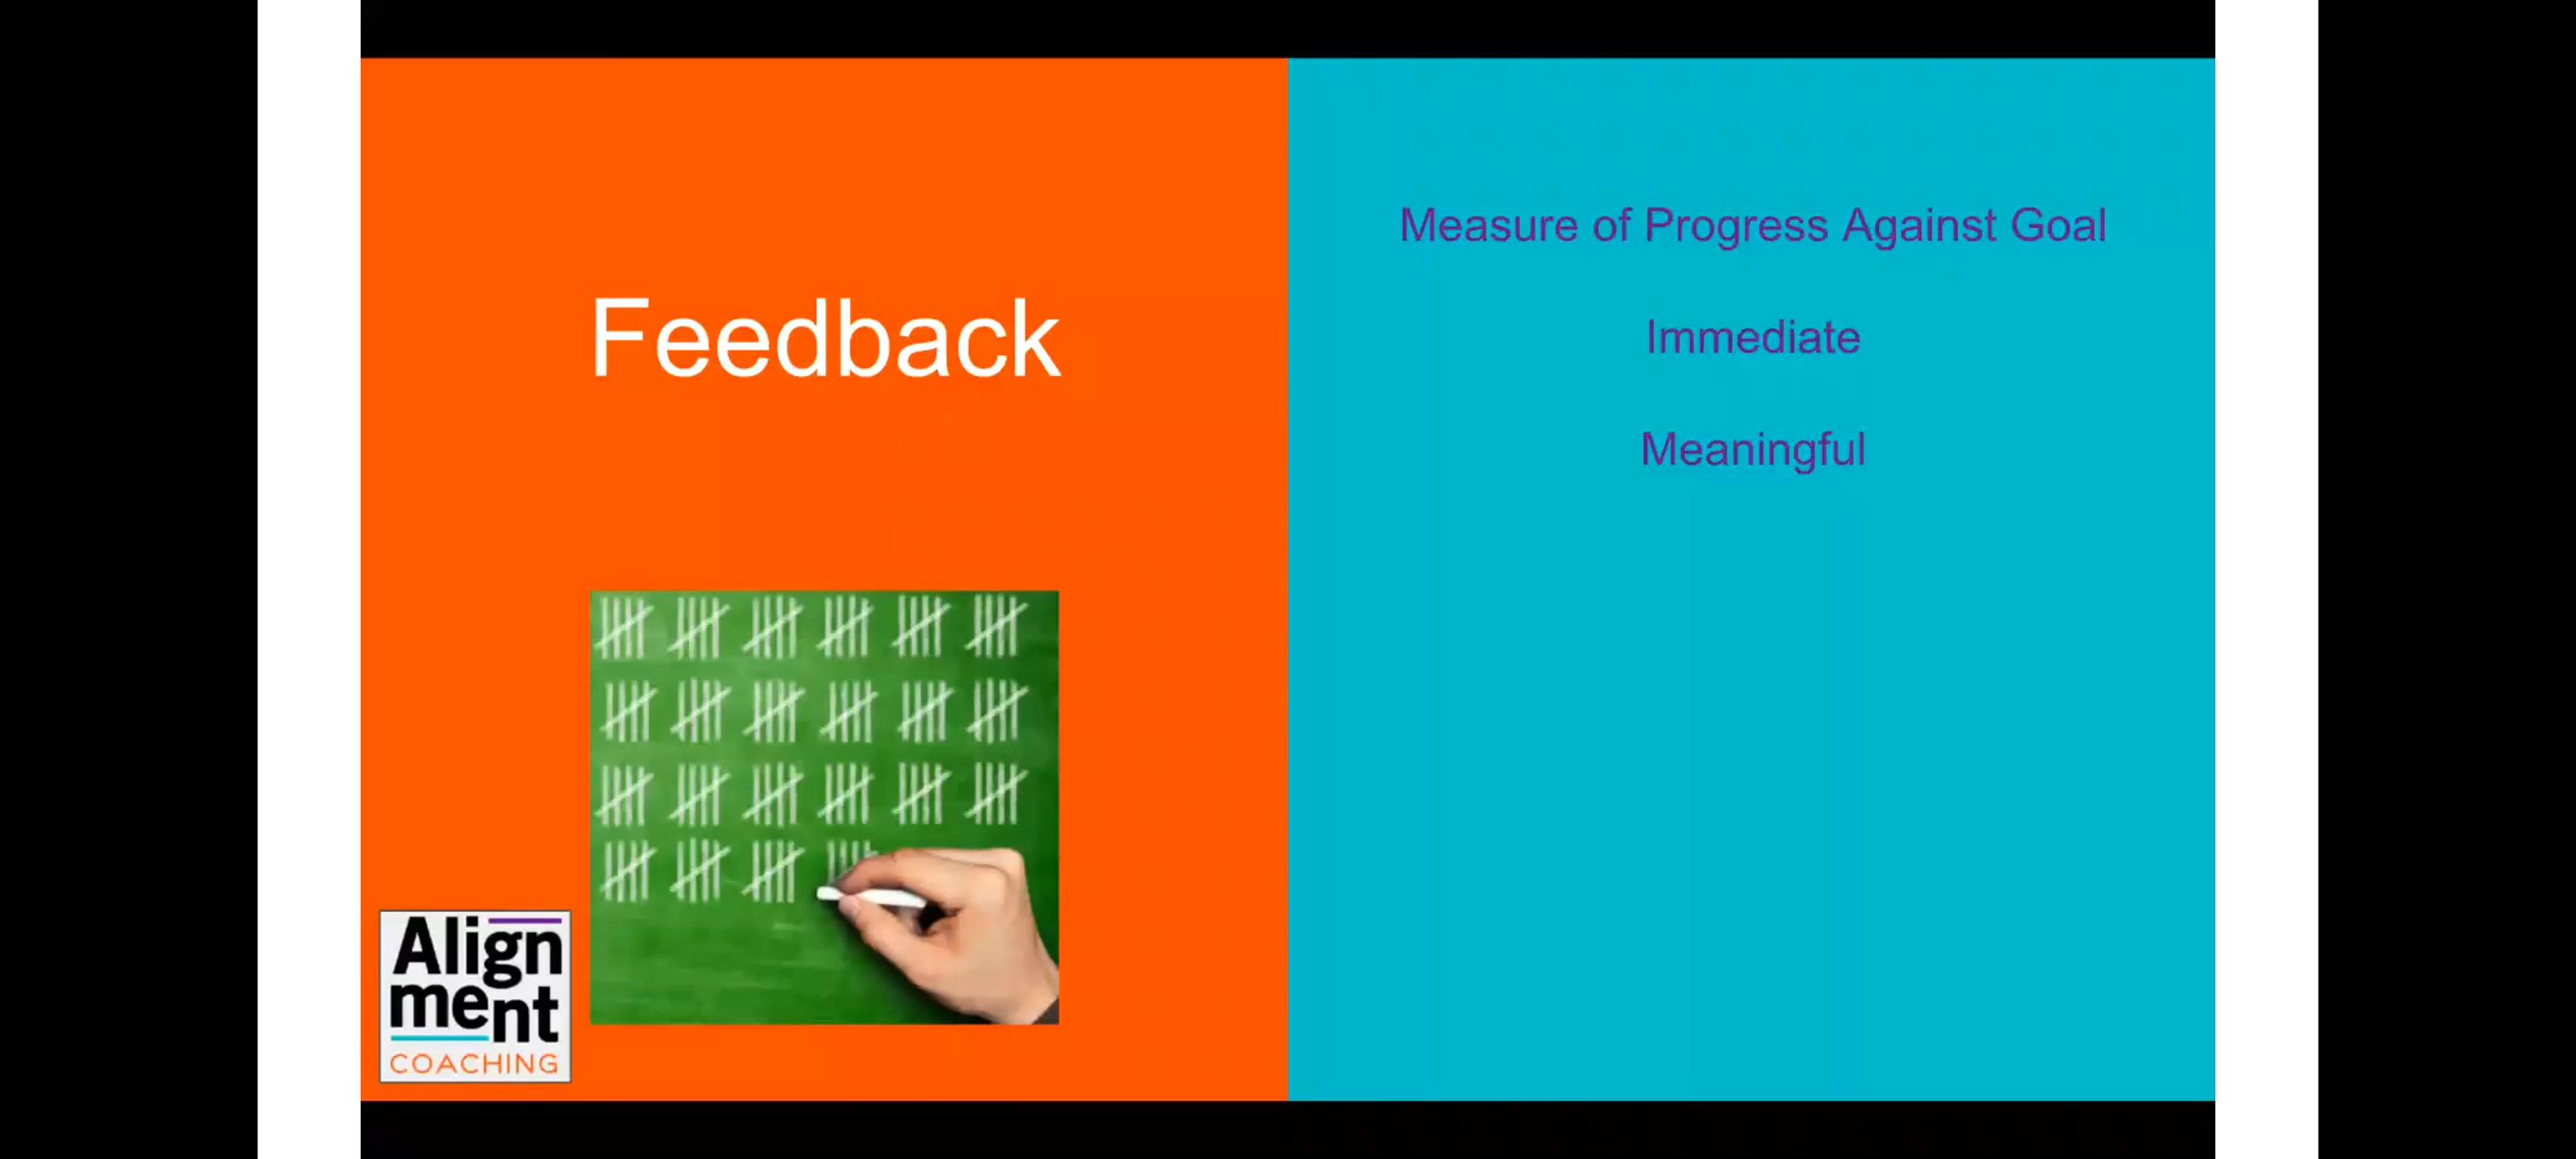 Feedback
Measure of Progress Against Goal
Immediate
Meaningful
Align
ment
COACHING